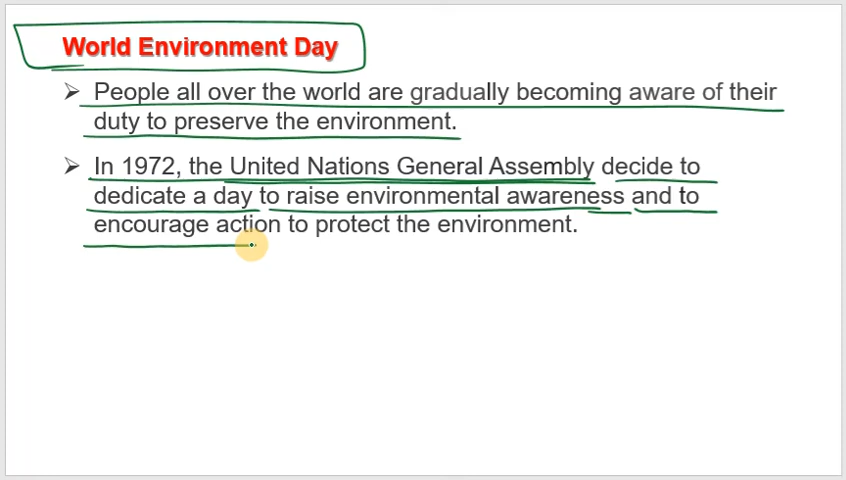 World Environment Day
➢ People all over the world are gradually becoming aware of their
duty to preserve the environment.
➢ In 1972, the United Nations General Assembly decide to
dedicate a day to raise environmental awareness and to
encourage action to protect the environment.